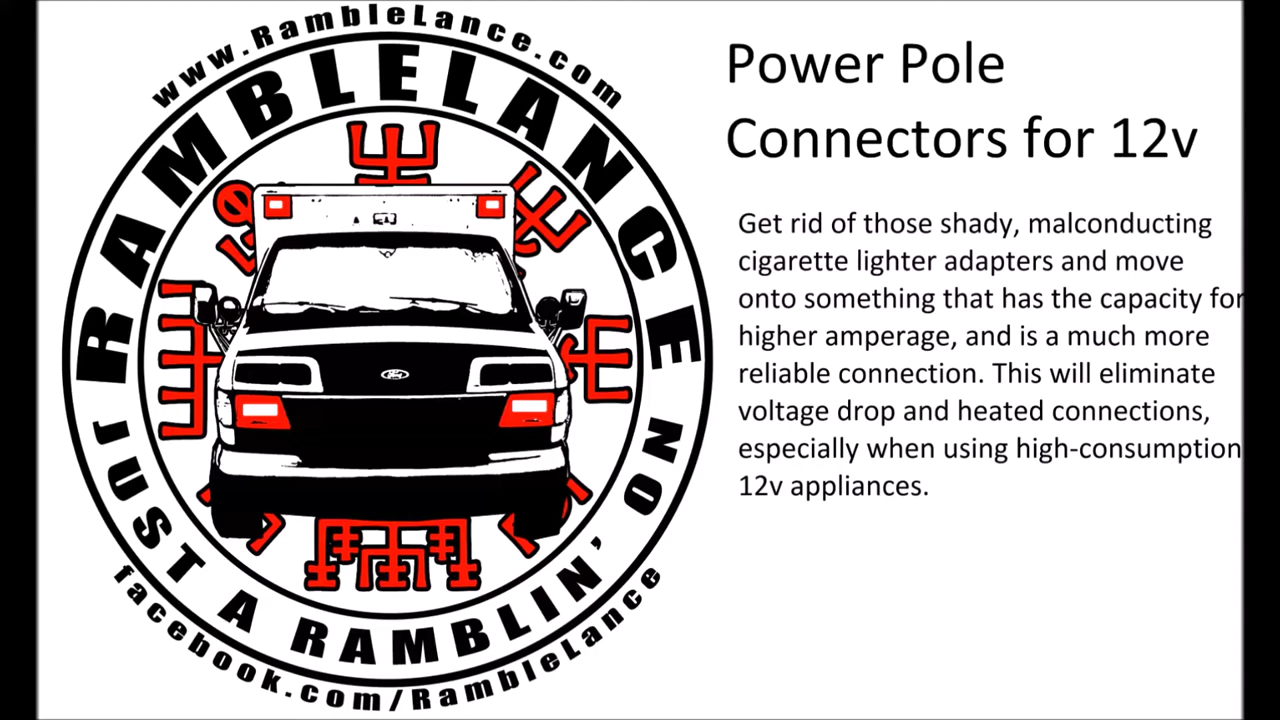 www.RambleLance.com
RAMBLELANCE
JUST A RAMBLIN' ON
facebook.com/RambleLance
Ford
Power Pole
Connectors for 12v
Get rid of those shady, malconducting
cigarette lighter adapters and move
onto something that has the capacity for
higher amperage, and is a much more
reliable connection. This will eliminate
voltage drop and heated connections,
especially when using high-consumption
12v appliances.